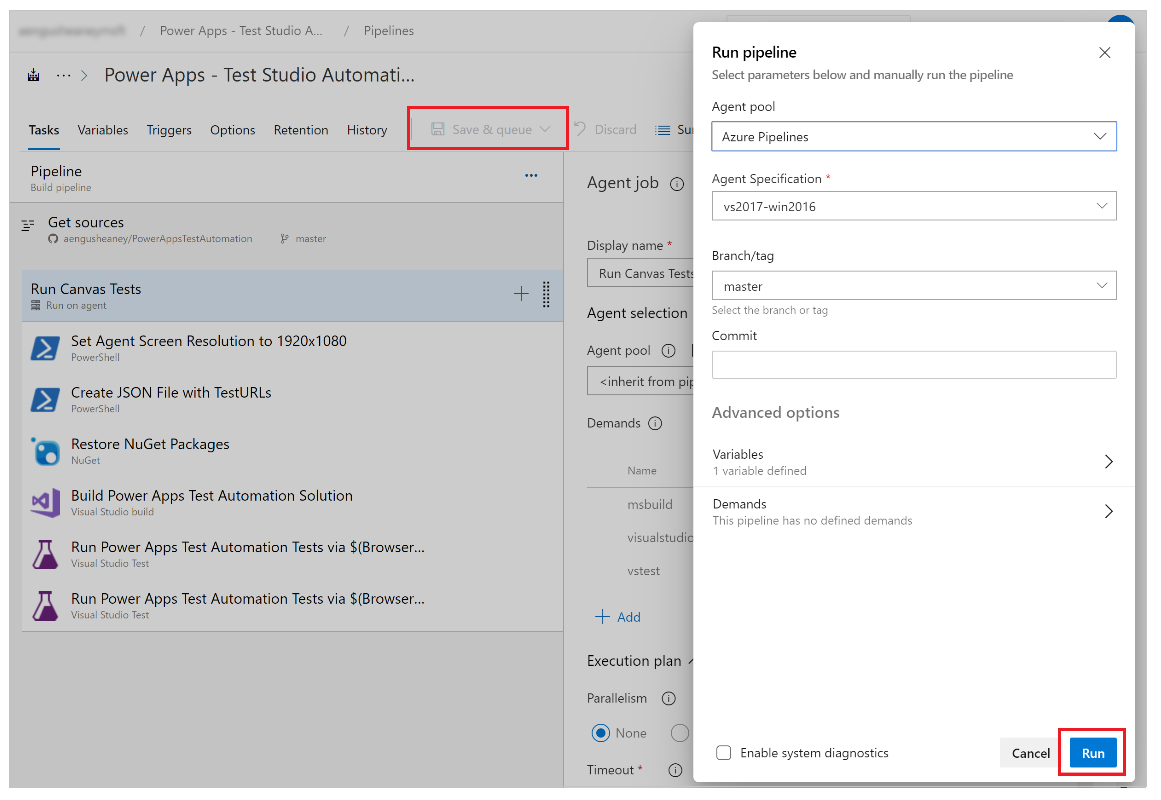 / Power Apps - Test Studio A... / Pipelines
... > Power Apps - Test Studio Automati...
Tasks Variables Triggers Options Retention History Save & queue Discard Su
Pipeline
Build pipeline
...
Get sources
aengusheaney/PowerAppsTestAutomation master
Run Canvas Tests
Run on agent
Set Agent Screen Resolution to 1920x1080
PowerShell
Create JSON File with TestURLs
PowerShell
Restore NuGet Packages
NuGet
Build Power Apps Test Automation Solution
Visual Studio build
Run Power Apps Test Automation Tests via $(Browser...
Visual Studio Test
Run Power Apps Test Automation Tests via $(Browser...
Visual Studio Test
Agent job
Display name *
Run Canvas Tests
Agent selection
Agent pool
<inherit from pip
Demands
Name
msbuild
visualstudio
vstest
+ Add
Execution plan
Parallelism
None
Timeout *
Run pipeline
Select parameters below and manually run the pipeline
Agent pool
Azure Pipelines
Agent Specification *
vs2017-win2016
Branch/tag
master
Select the branch or tag
Commit
Advanced options
Variables
1 variable defined
Demands
This pipeline has no defined demands
Enable system diagnostics
Cancel Run